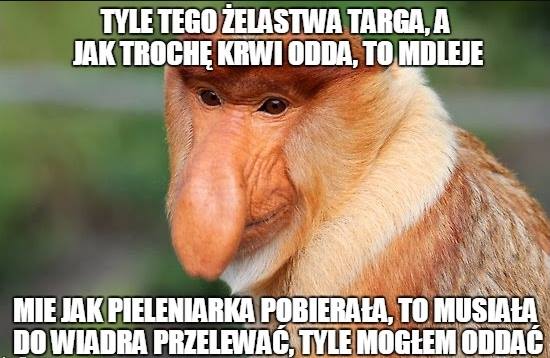 TYLE TEGO ŻELASTWA TARGA, A
JAK TROCHĘ KRWI ODDA, TO MDLEJE
MIE JAK PIELENIARKA POBIERAŁA, TO MUSIAŁA
DO WIADRA PRZELEWAĆ, TYLE MOGŁEM ODDAĆ